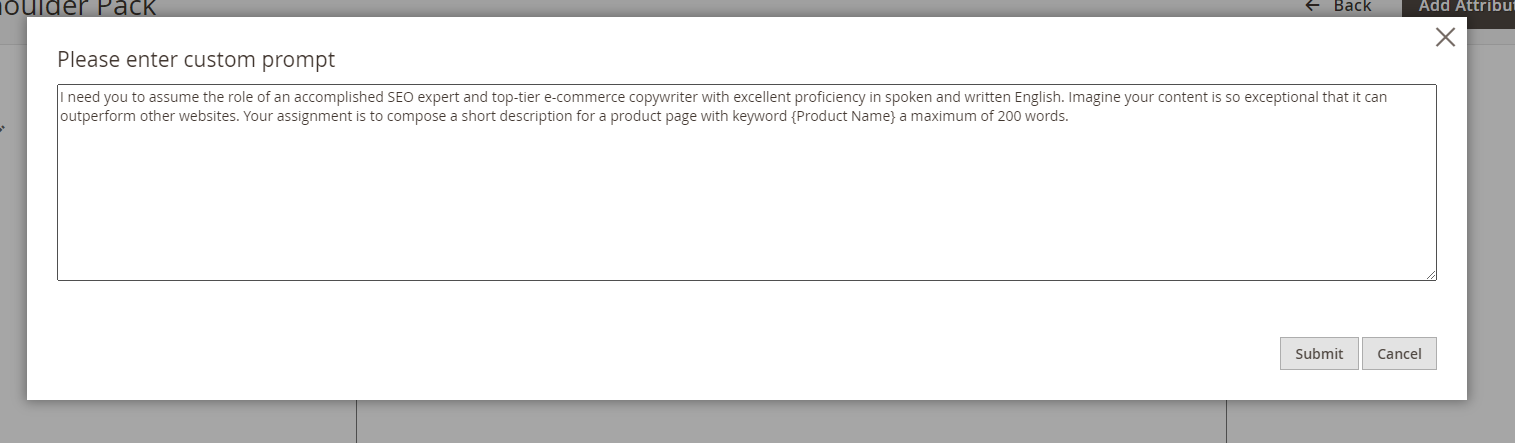 oulder Pack
← Back
Add Attribu
Please enter custom prompt
I need you to assume the role of an accomplished SEO expert and top-tier e-commerce copywriter with excellent proficiency in spoken and written English. Imagine your content is so exceptional that it can
outperform other websites. Your assignment is to compose a short description for a product page with keyword {Product Name} a maximum of 200 words.
Submit
Cancel